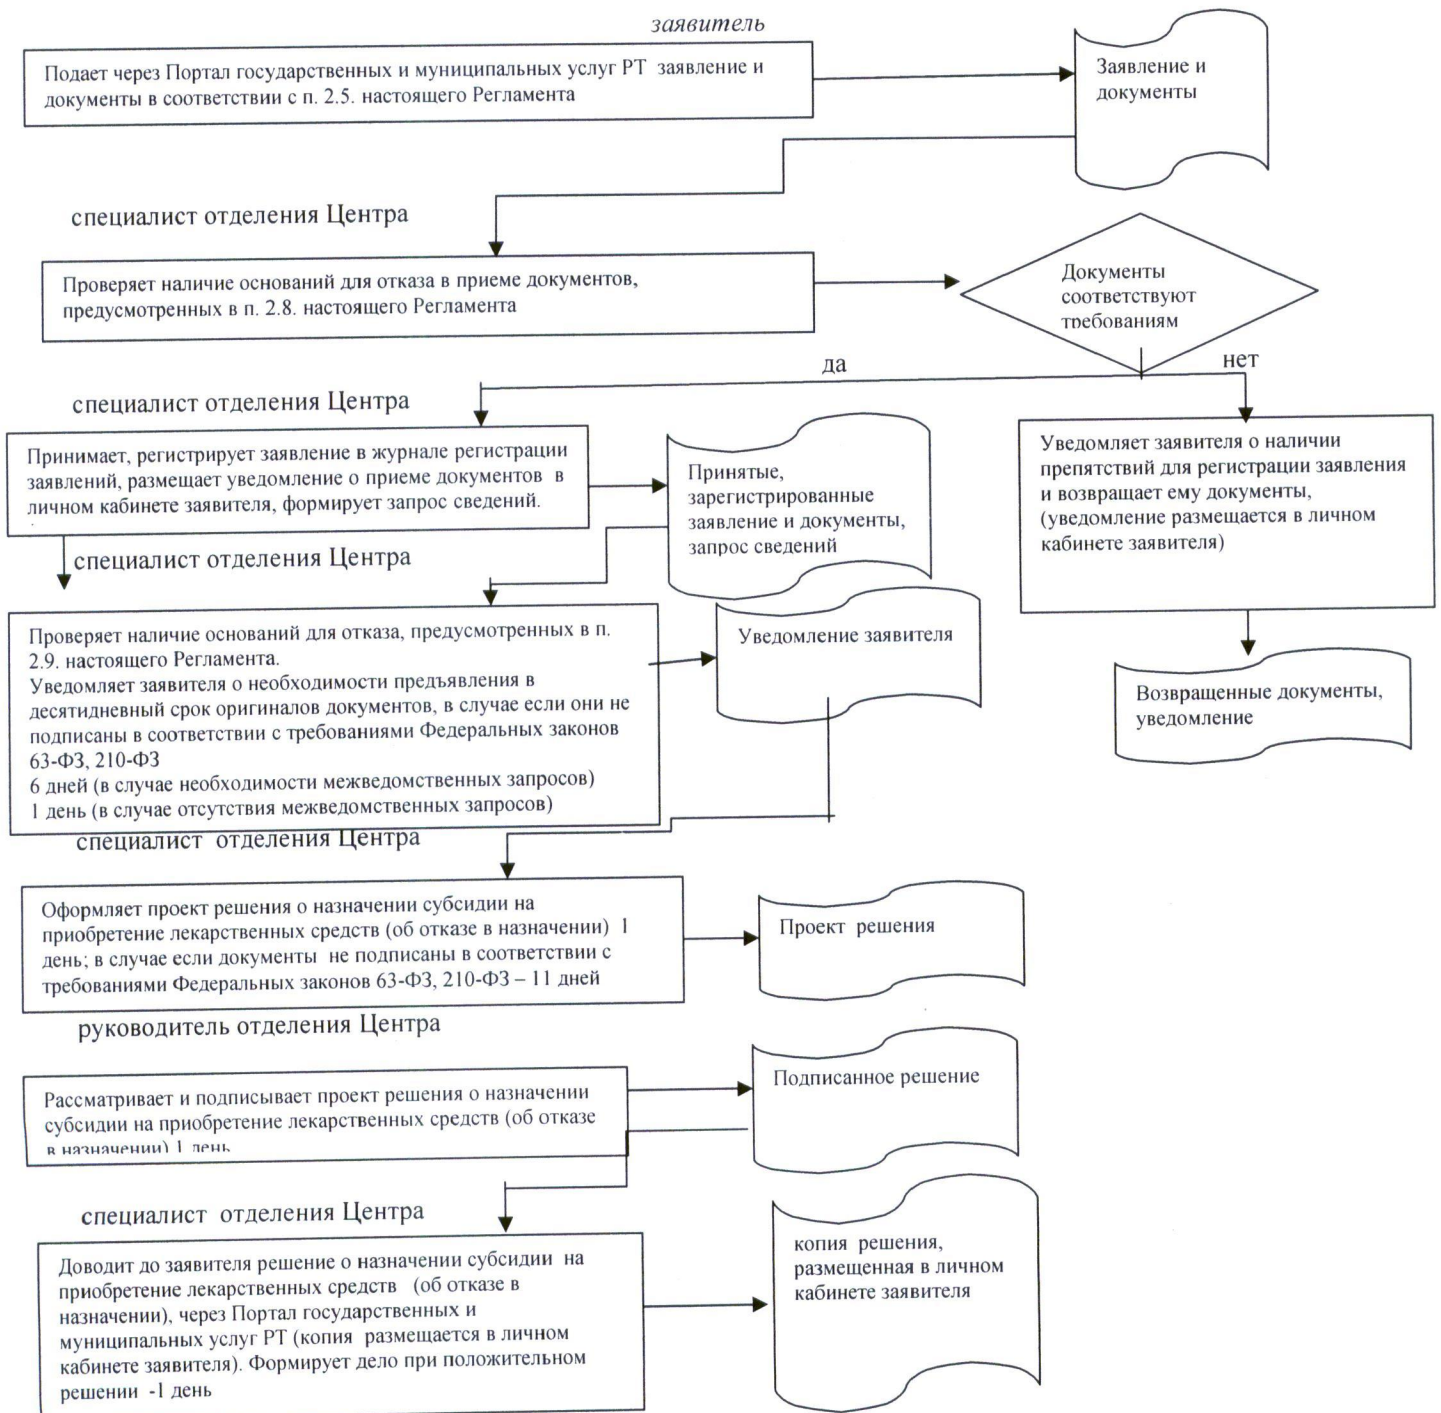 заявитель
Подает через Портал государственных и муниципальных услуг РТ заявление и
документы в соответствии с п. 2.5. настоящего Регламента
Заявление и
документы
специалист отделения Центра
Проверяет наличие оснований для отказа в приеме документов,
предусмотренных в п. 2.8. настоящего Регламента
Документы
соответствуют
требованиям
да
нет
специалист отделения Центра
Принимает, регистрирует заявление в журнале регистрации
заявлений, размещает уведомление о приеме документов в
личном кабинете заявителя, формирует запрос сведений.
Принятые,
зарегистрированные
заявление и документы,
запрос сведений
Уведомляет заявителя о наличии
препятствий для регистрации заявления
и возвращает ему документы,
(уведомление размещается в личном
кабинете заявителя)
специалист отделения Центра
Проверяет наличие оснований для отказа, предусмотренных в п.
2.9. настоящего Регламента.
Уведомляет заявителя о необходимости предъявления в
десятидневный срок оригиналов документов, в случае если они не
подписаны в соответствии с требованиями Федеральных законов
63-ФЗ, 210-ФЗ
6 дней (в случае необходимости межведомственных запросов)
1 день (в случае отсутствия межведомственных запросов)
Уведомление заявителя
Возвращенные документы,
уведомление
специалист отделения Центра
Оформляет проект решения о назначении субсидии на
приобретение лекарственных средств (об отказе в назначении) 1
день; в случае если документы не подписаны в соответствии с
требованиями Федеральных законов 63-ФЗ, 210-ФЗ – 11 дней
Проект решения
руководитель отделения Центра
Рассматривает и подписывает проект решения о назначении
субсидии на приобретение лекарственных средств (об отказе
в назначении) 1 день
Подписанное решение
специалист отделения Центра
Доводит до заявителя решение о назначении субсидии на
приобретение лекарственных средств (об отказе в
назначении), через Портал государственных и
муниципальных услуг РТ (копия размещается в личном
кабинете заявителя). Формирует дело при положительном
решении -1 день
копия решения,
размещенная в личном
кабинете заявителя